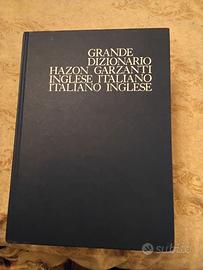 GRANDE
DIZIONARIO
HAZON GARZANTI
INGLESE ITALIANO
ITALIANO INGLESE
subito